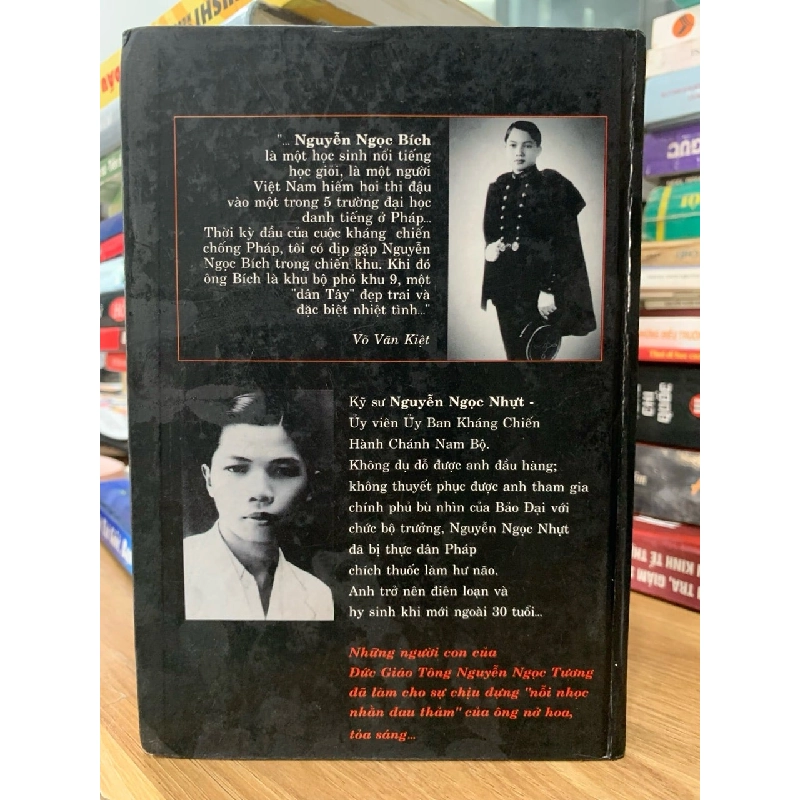 "... Nguyễn Ngọc Bích
là một học sinh nổi tiếng
học giỏi, là một người
Việt Nam hiếm hoi thi đậu
vào một trong 5 trường đại học
danh tiếng ở Pháp...
Thời kỳ đầu của cuộc kháng chiến
chống Pháp, tôi có dịp gặp Nguyễn
Ngọc Bích trong chiến khu. Khi đó
ông Bích là khu bộ phó khu 9, một
"dân Tây" đẹp trai và
đặc biệt nhiệt tình..."
Võ Văn Kiệt
Kỹ sư Nguyễn Ngọc Nhựt -
Ủy viên Ủy Ban Kháng Chiến
Hành Chánh Nam Bộ.
Không dụ dỗ được anh đầu hàng;
không thuyết phục được anh tham gia
chính phủ bù nhìn của Bảo Đại với
chức bộ trưởng, Nguyễn Ngọc Nhựt
đã bị thực dân Pháp
chích thuốc làm hư não.
Anh trở nên điên loạn và
hy sinh khi mới ngoài 30 tuổi...
Những người con của
Đức Giáo Tông Nguyễn Ngọc Tương
đã làm cho sự chịu đựng "nỗi nhọc
nhằn đau thảm" của ông nở hoa,
tỏa sáng...
CHI
QUỐC
TRA, GIÁM
KINH TẾ